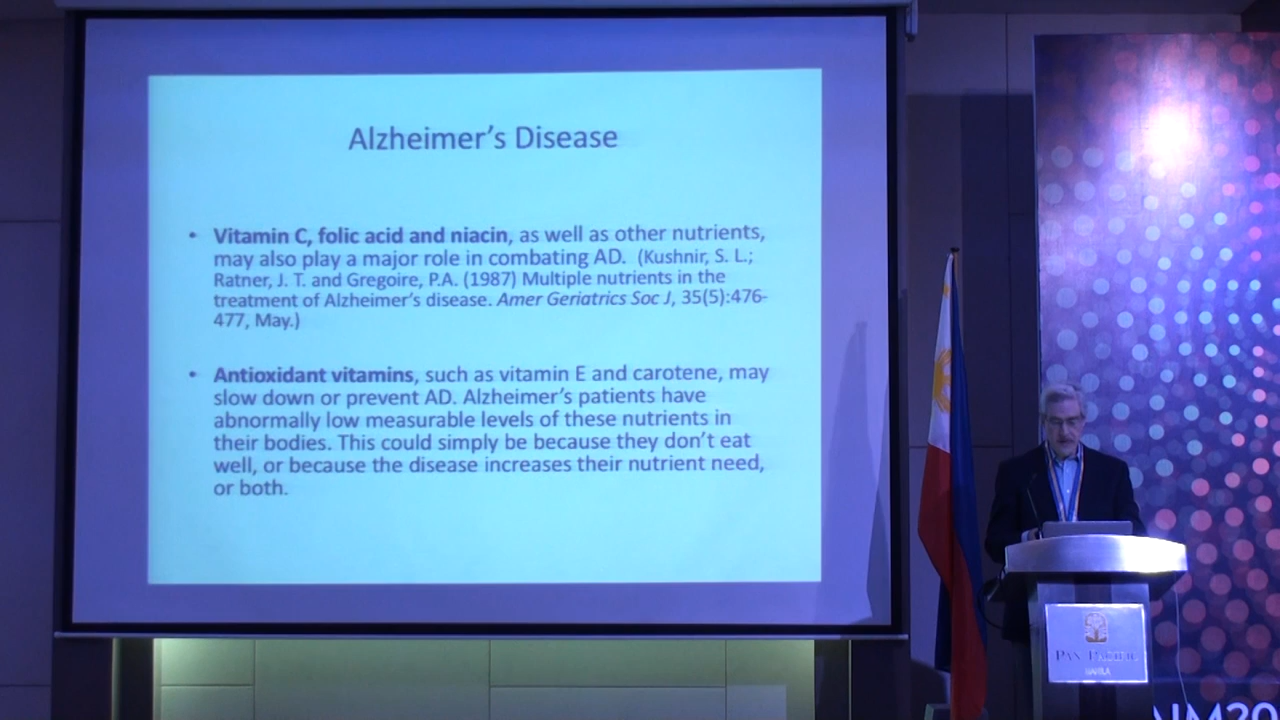 Alzheimer's Disease
• Vitamin C, folic acid and niacin, as well as other nutrients,
may also play a major role in combating AD. (Kushnir, S. L.;
Ratner, J. T. and Gregoire, P.A. (1987) Multiple nutrients in the
treatment of Alzheimer's disease. Amer Geriatrics Soc J, 35(5):476-
477, May.)
• Antioxidant vitamins, such as vitamin E and carotene, may
slow down or prevent AD. Alzheimer's patients have
abnormally low measurable levels of these nutrients in
their bodies. This could simply be because they don't eat
well, or because the disease increases their nutrient need,
or both.
PAN PACIFIC
MANILA